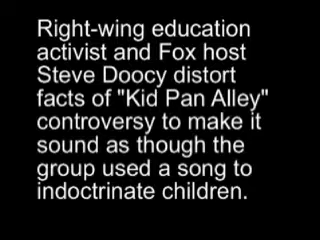 Right-wing education
activist and Fox host
Steve Doocy distort
facts of "Kid Pan Alley"
controversy to make it
sound as though the
group used a song to
indoctrinate children.